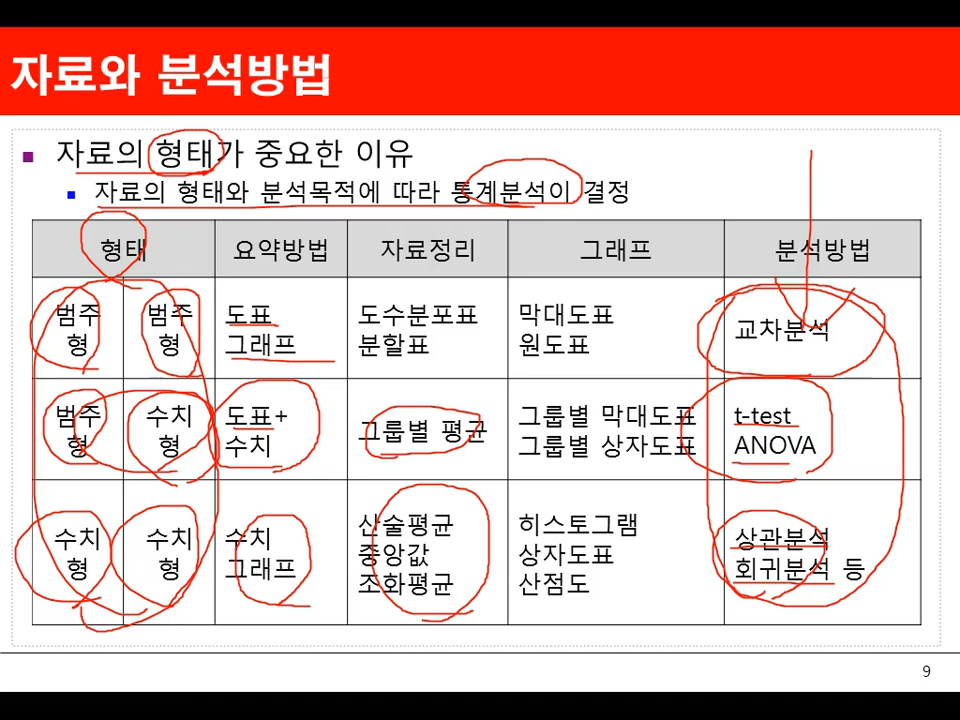 자료와 분석방법
자료의 형태가 중요한 이유
자료의 형태와 분석목적에 따라 통계분석이 결정
형태 요약방법 자료정리 그래프 분석방법
범주형 범주형 도표 그래프 도수분포표 분할표 막대도표 원도표 교차분석
범주형 수치형 도표+ 수치 그룹별 평균 그룹별 막대도표 그룹별 상자도표 t-test ANOVA
수치형 수치형 수치 그래프 산술평균 중앙값 조화평균 히스토그램 상자도표 산점도 상관분석 회귀분석 등
9